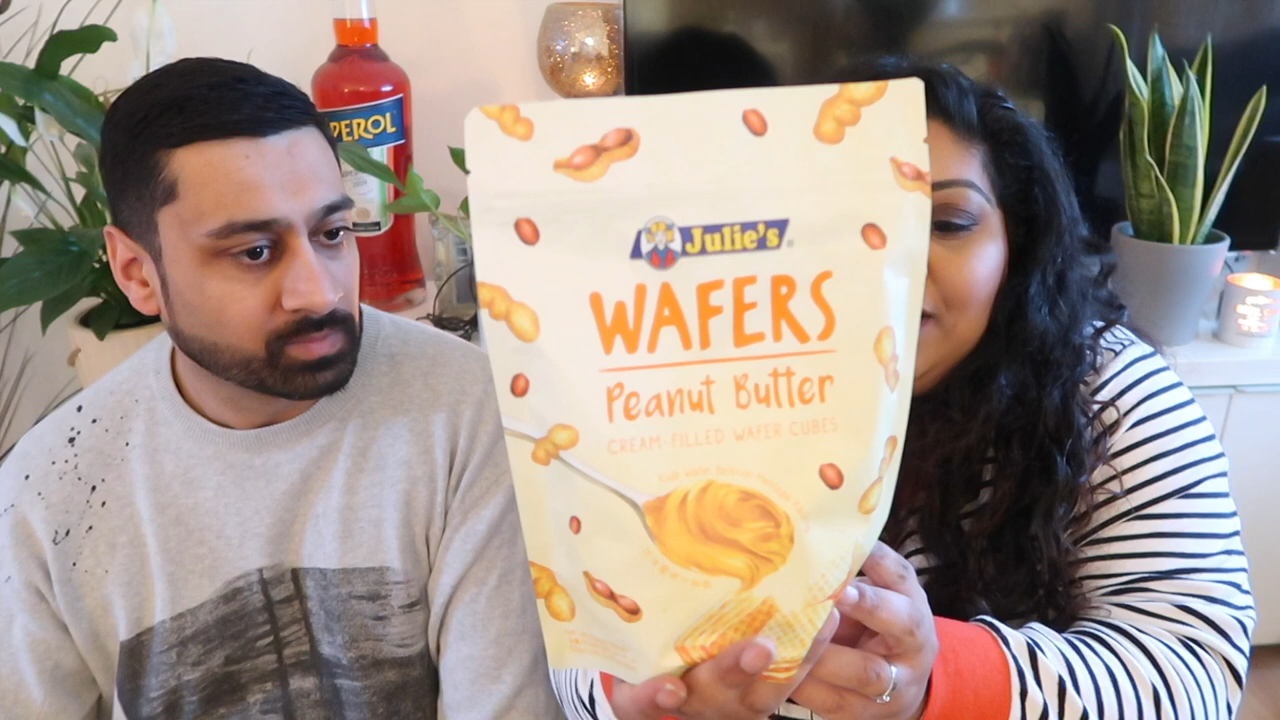 PEROL
Julie's
WAFERS
Peanut Butter
CREAM-FILLED WAFER CUBES